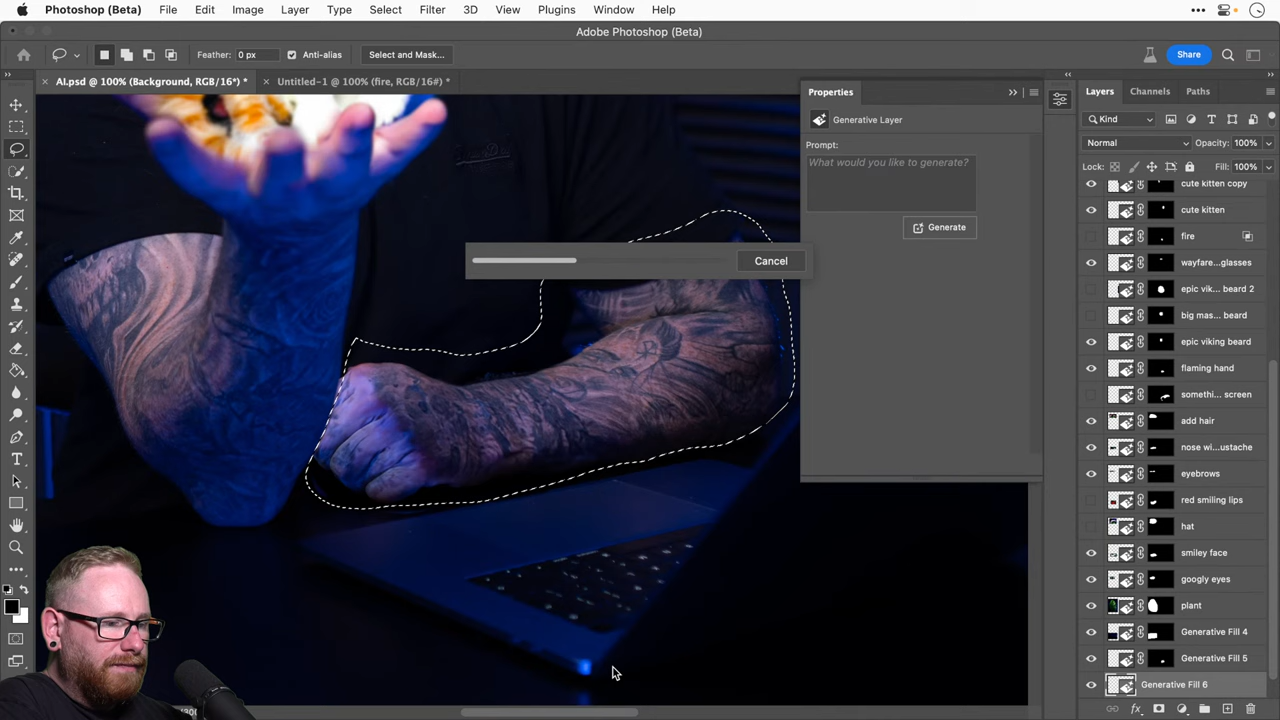 Photoshop (Beta) File Edit Image Layer Type Select Filter 3D View Plugins Window Help
Adobe Photoshop (Beta)
Feather: 0 px Anti-alias Select and Mask... Share
AI.psd @ 100% (Background, RGB/16*) * Untitled-1 @ 100% (fire, RGB/16#) *
Properties
Generative Layer
Prompt:
What would you like to generate?
Generate
Cancel
Layers Channels Paths
Kind
Normal Opacity: 100%
Lock: Fill: 100%
cute kitten copy
cute kitten
fire
wayfare...glasses
epic vik... beard 2
big mas... beard
epic viking beard
flaming hand
somethi... screen
add hair
nose wi...ustache
eyebrows
red smiling lips
hat
smiley face
googly eyes
plant
Generative Fill 4
Generative Fill 5
Generative Fill 6